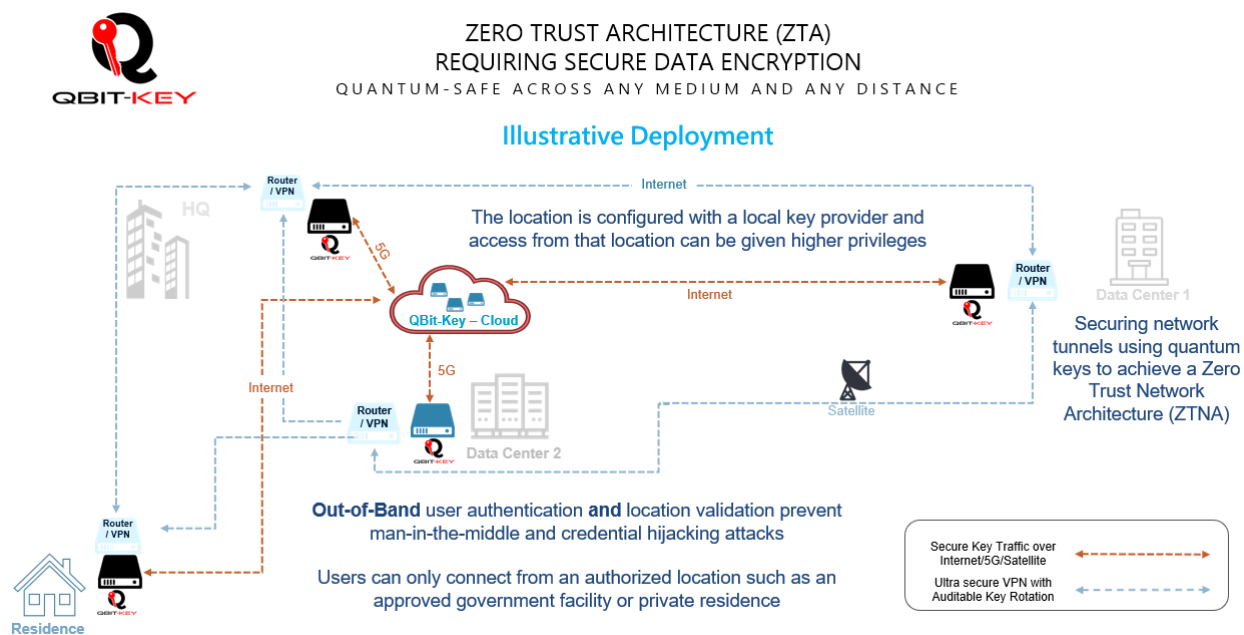 QBIT-KEY
ZERO TRUST ARCHITECTURE (ZTA)
REQUIRING SECURE DATA ENCRYPTION
QUANTUM-SAFE ACROSS ANY MEDIUM AND ANY DISTANCE
Illustrative Deployment
Router
/ VPN
HQ
QBIT-KEY
5G
Internet
The location is configured with a local key provider and
access from that location can be given higher privileges
Internet
QBit-Key – Cloud
QBIT-KEY
Router
/ VPN
Data Center 1
Securing network
tunnels using quantum
keys to achieve a Zero
Trust Network
Architecture (ZTNA)
5G
Internet
Router
/ VPN
QBIT-KEY
Data Center 2
Satellite
Out-of-Band user authentication and location validation prevent
man-in-the-middle and credential hijacking attacks
Users can only connect from an authorized location such as an
approved government facility or private residence
Router
/ VPN
QBIT-KEY
Residence
Secure Key Traffic over
Internet/5G/Satellite
Ultra secure VPN with
Auditable Key Rotation